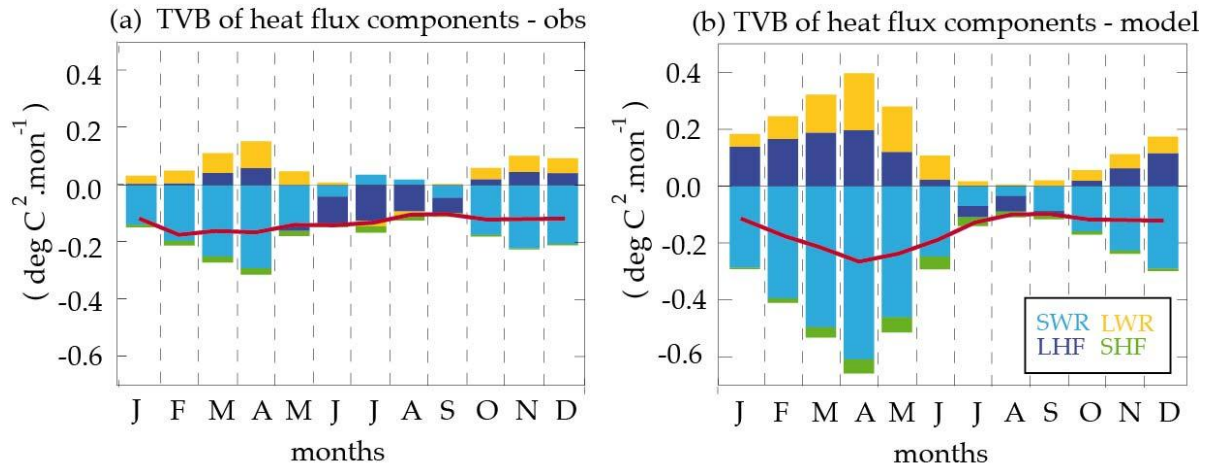 (a) TVB of heat flux components - obs
0.4
0.2
0.0
-0.2
-0.4
-0.6
( deg C ² .mon⁻¹ )
J F M A M J J A S O N D
months
(b) TVB of heat flux components - model
0.4
0.2
0.0
-0.2
-0.4
-0.6
( deg C ² .mon⁻¹ )
J F M A M J J A S O N D
months
SWR LWR
LHF SHF